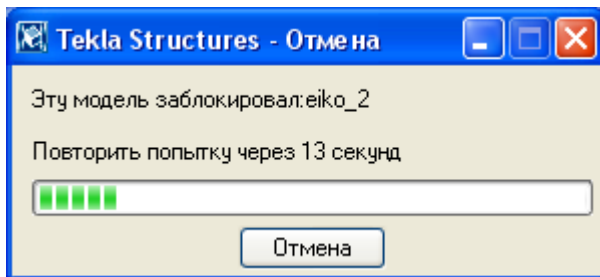 Tekla Structures - Отмена
Эту модель заблокировал:eiko_2
Повторить попытку через 13 секунд
Отмена